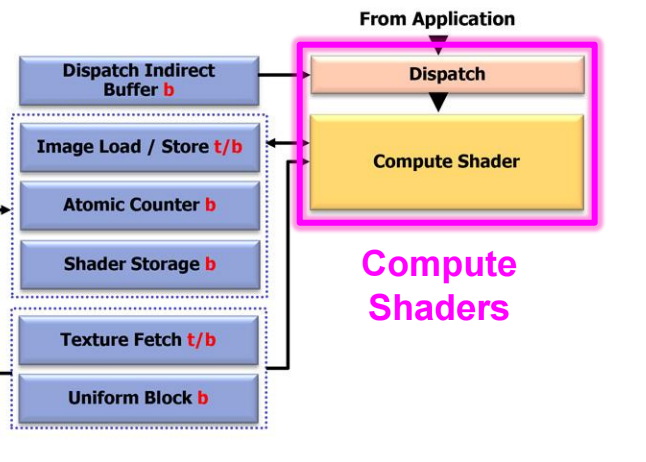 From Application
Dispatch Indirect
Buffer b
Dispatch
Image Load / Store t/b
Compute Shader
Atomic Counter b
Shader Storage b
Compute
Shaders
Texture Fetch t/b
Uniform Block b